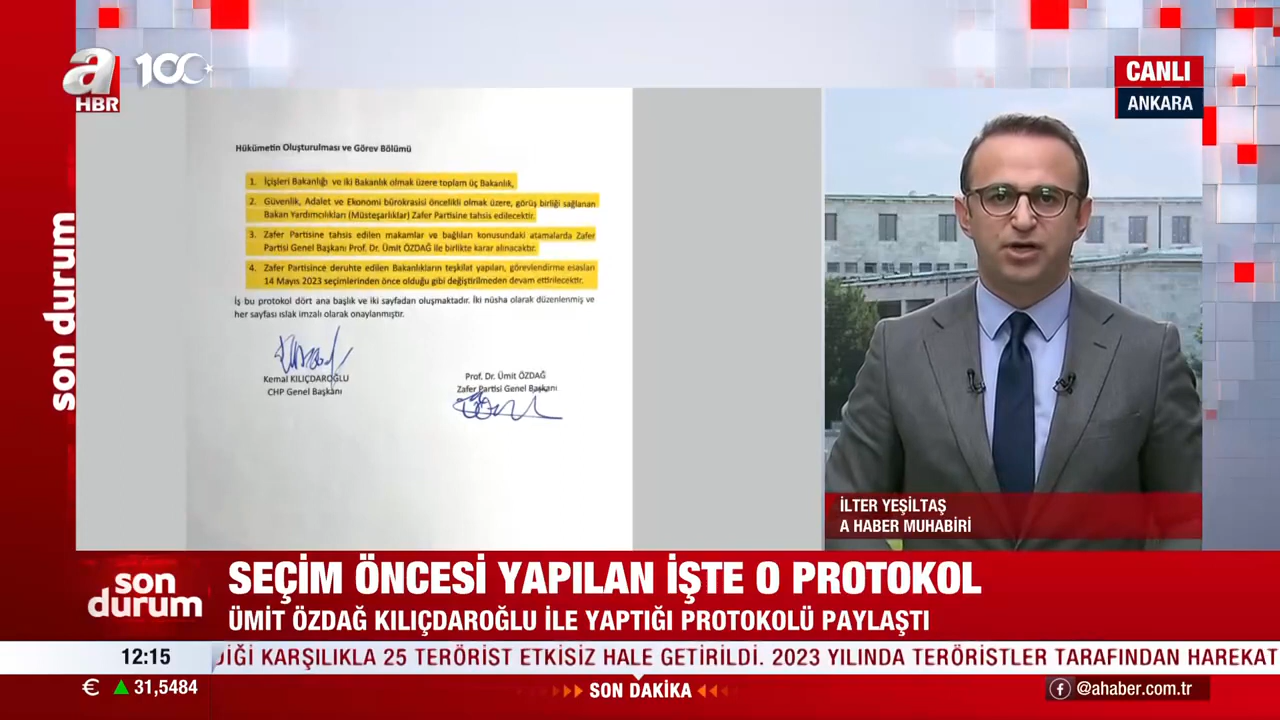 a
HBR
100
CANLI
ANKARA
son durum
Hükümetin Oluşturulması ve Görev Bölümü
1. İçişleri Bakanlığı ve iki Bakanlık olmak üzere toplam üç Bakanlık,
2. Güvenlik, Adalet ve Ekonomi bürokrasisi öncelikli olmak üzere, görüş birliği sağlanan
Bakan Yardımcılıkları (Müsteşarlıklar) Zafer Partisine tahsis edilecektir.
3. Zafer Partisine tahsis edilen makamlar ve bağlıları konusundaki atamalarda Zafer
Partisi Genel Başkanı Prof. Dr. Ümit ÖZDAĞ ile birlikte karar alınacaktır.
4. Zafer Partisince deruhte edilen Bakanlıkların teşkilat yapıları, görevlendirme esasları
14 Mayıs 2023 seçimlerinden önce olduğu gibi değiştirilmeden devam ettirilecektir.
İş bu protokol dört ana başlık ve iki sayfadan oluşmaktadır. İki nüsha olarak düzenlenmiş ve
her sayfası ıslak imzalı olarak onaylanmıştır.
Kemal KILIÇDAROĞLU
CHP Genel Başkanı
Prof. Dr. Ümit ÖZDAĞ
Zafer Partisi Genel Başkanı
İLTER YEŞİLTAŞ
A HABER MUHABİRİ
son
durum
SEÇİM ÖNCESİ YAPILAN İŞTE O PROTOKOL
ÜMİT ÖZDAĞ KILIÇDAROĞLU İLE YAPTIĞI PROTOKOLÜ PAYLAŞTI
12:15
KARŞILIKLA 25 TERÖRİST ETKİSİZ HALE GETİRİLDİ. 2023 YILINDA TERÖRİSTLER TARAFINDAN HAREKAT
€ ▲ 31,5484
SON DAKİKA
@ahaber.com.tr